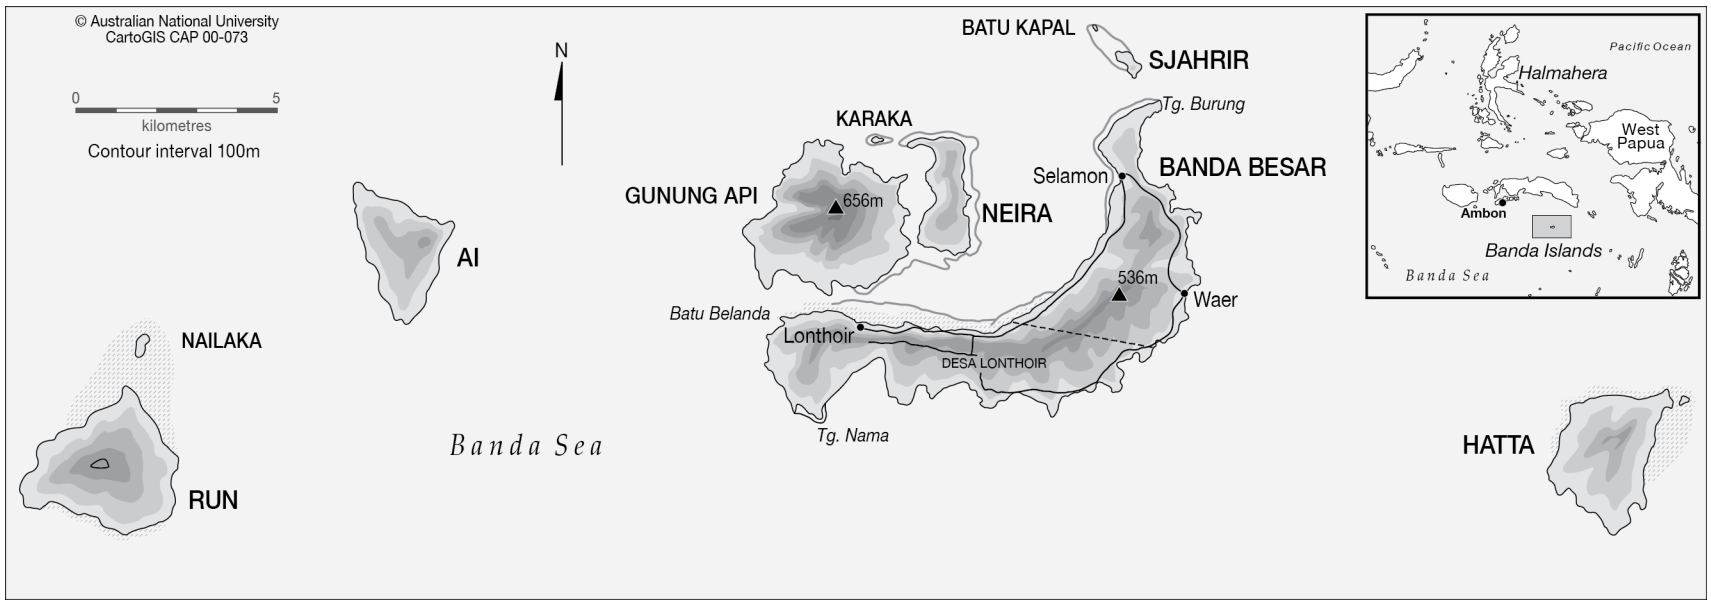 © Australian National University
CartoGIS CAP 00-073
0 5
kilometres
Contour interval 100m
N
BATU KAPAL
SJAHRIR
Tg. Burung
KARAKA
Selamon
BANDA BESAR
GUNUNG API
656m
NEIRA
AI
536m
Waer
Batu Belanda
Lonthoir
DESA LONTHOIR
NAILAKA
Tg. Nama
Banda Sea
HATTA
RUN
Pacific Ocean
Halmahera
West
Papua
Ambon
Banda Islands
Banda Sea